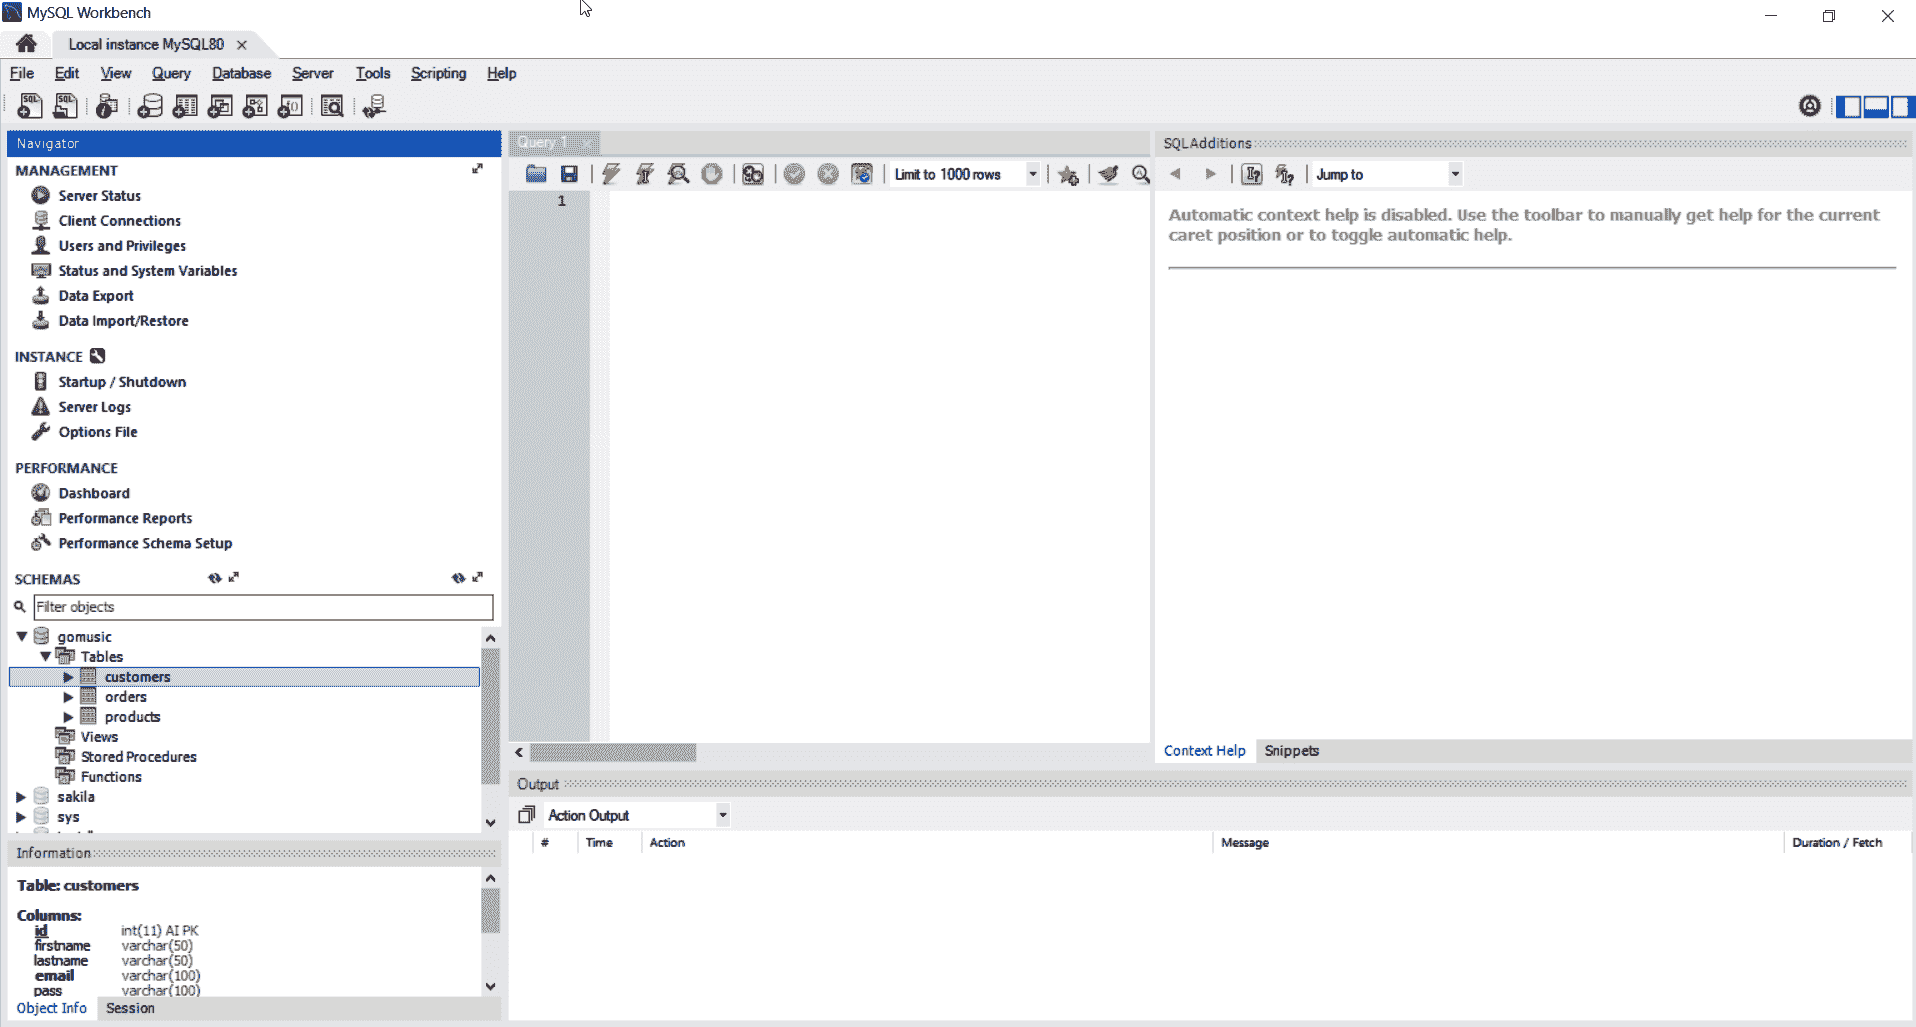 MySQL Workbench
Local instance MySQL80
File Edit View Query Database Server Tools Scripting Help
Navigator
MANAGEMENT
Server Status
Client Connections
Users and Privileges
Status and System Variables
Data Export
Data Import/Restore
INSTANCE
Startup / Shutdown
Server Logs
Options File
PERFORMANCE
Dashboard
Performance Reports
Performance Schema Setup
SCHEMAS
Filter objects
gomusic
Tables
customers
orders
products
Views
Stored Procedures
Functions
sakila
sys
Information
Table: customers
Columns:
id int(11) AI PK
firstname varchar(50)
lastname varchar(50)
email varchar(100)
pass varchar(100)
Object Info Session
Query 1
Limit to 1000 rows
1
SQLAdditions
Jump to
Automatic context help is disabled. Use the toolbar to manually get help for the current
caret position or to toggle automatic help.
Context Help Snippets
Output
Action Output
# Time Action Message Duration / Fetch